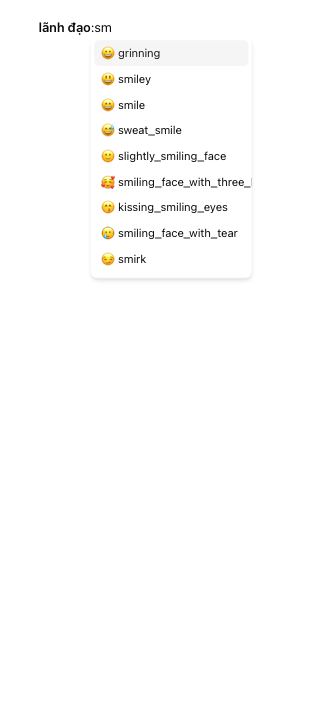 lãnh đạo:sm
😀 grinning
😃 smiley
😄 smile
😅 sweat_smile
🙂 slightly_smiling_face
🥰 smiling_face_with_three_
😙 kissing_smiling_eyes
🥲 smiling_face_with_tear
😏 smirk